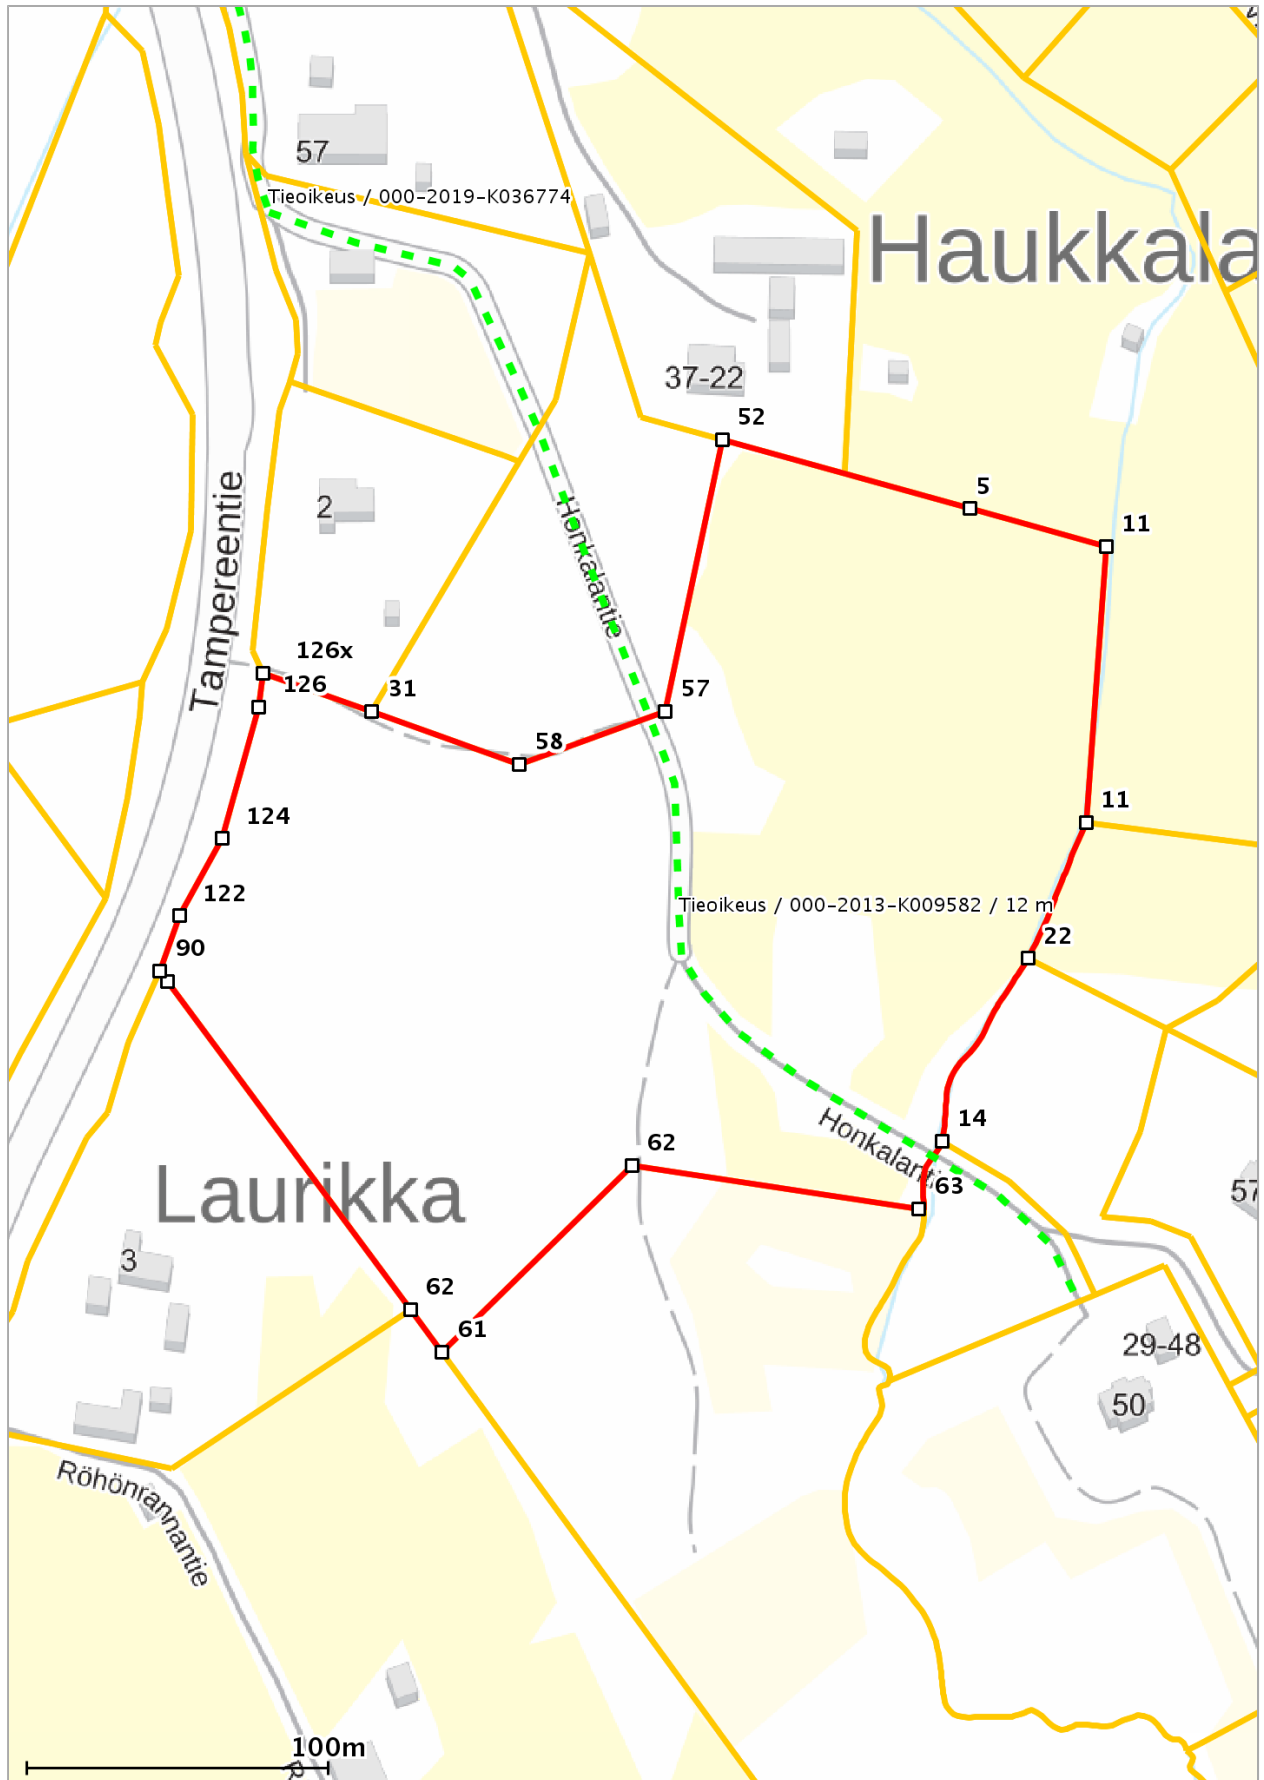 57
Tieoikeus / 000-2019-K036774
Haukkala
37-22
52
5
11
2
Tampereentie
Honkalantie
126x
126
31
57
58
124
11
122
Tieoikeus / 000-2013-K009582 / 12 m
90
22
Honkalantie
14
62
63
57
Laurikka
3
62
61
29-48
50
Röhönrannantie
100m
R